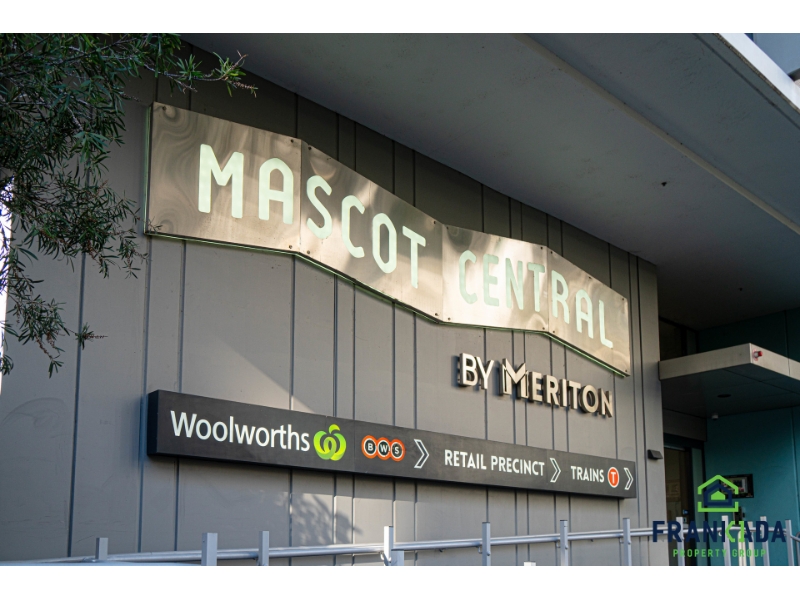 MASCOT CENTRAL
BY MERITON
Woolworths BWS RETAIL PRECINCT TRAINS T
FRANKADA
PROPERTY GROUP